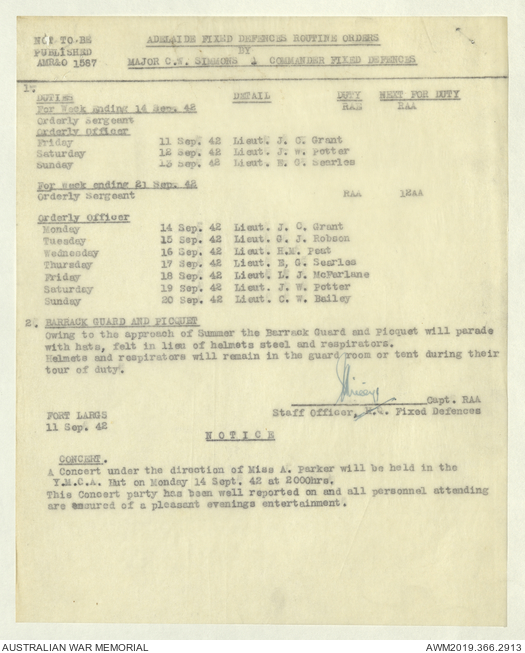 NOT TO BE
PUBLISHED
AMR&O 1587
ADELAIDE FIXED DEFENCES ROUTINE ORDERS
BY
MAJOR C.W. SIMMONS & COMMANDER FIXED DEFENCES
1.
DUTIES DETAIL DUTY NEXT FOR DUTY
For Week Ending 14 Sep. 42 RAE RAA
Orderly Sergeant
Orderly Officer
Friday 11 Sep. 42 Lieut. J. C. Grant
Saturday 12 Sep. 42 Lieut. J. W. Potter
Sunday 13 Sep. 42 Lieut. E. G. Searles
For Week ending 21 Sep. 42
Orderly Sergeant RAA 12AA
Orderly Officer
Monday 14 Sep. 42 Lieut. J. C. Grant
Tuesday 15 Sep. 42 Lieut. G. J. Robson
Wednesday 16 Sep. 42 Lieut. H.M. Peut
Thursday 17 Sep. 42 Lieut. E, G. Searles
Friday 18 Sep. 42 Lieut. L. J. McFarlane
Saturday 19 Sep. 42 Lieut. J. W. Potter
Sunday 20 Sep. 42 Lieut. C. W. Bailey
2. BARRACK GUARD AND PICQUET
Owing to the approach of Summer the Barrack Guard and Picquet will parade
with hats, felt in lieu of helmets steel and respirators.
Helmets and respirators will remain in the guard room or tent during their
tour of duty.
Capt. RAA
Staff Officer, Fixed Defences
FORT LARGS
11 Sep. 42
NOTICE
CONCERT.
A Concert under the direction of Miss A. Parker will be held in the
Y.M.C.A. Hut on Monday 14 Sept. 42 at 2000hrs.
This Concert party has been well reported on and all personnel attending
are assured of a pleasant evenings entertainment.
AUSTRALIAN WAR MEMORIAL AWM2019.366.2913